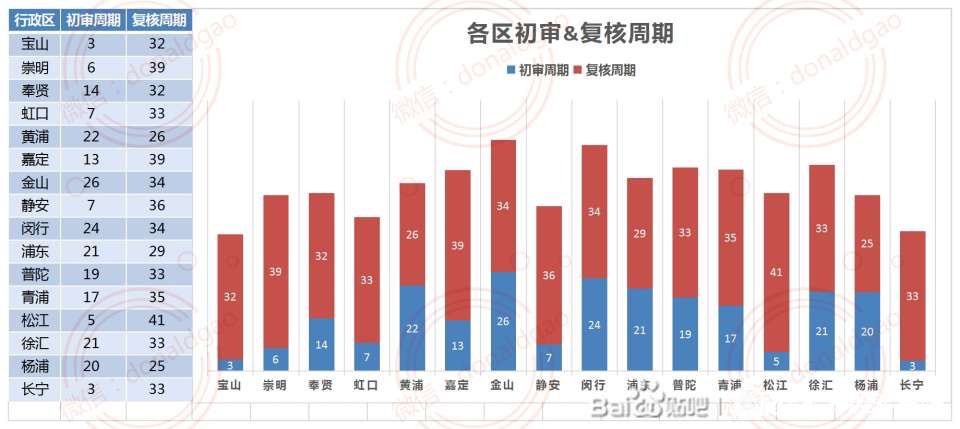 行政区 初审周期 复核周期
宝山 3 32
崇明 6 39
奉贤 14 32
虹口 7 33
黄浦 22 26
嘉定 13 39
金山 26 34
静安 7 36
闵行 24 34
浦东 21 29
普陀 19 33
青浦 17 35
松江 5 41
徐汇 21 33
杨浦 20 25
长宁 3 33
各区初审&复核周期
初审周期 复核周期
32 39 32 33 26 39 34 36 34 29 33 35 41 33 25 33
3 6 14 7 22 13 26 7 24 21 19 17 5 21 20 3
宝山 崇明 奉贤 虹口 黄浦 嘉定 金山 静安 闵行 浦东 普陀 青浦 松江 徐汇 杨浦 长宁
微信：donaldgao
Bai 贴吧